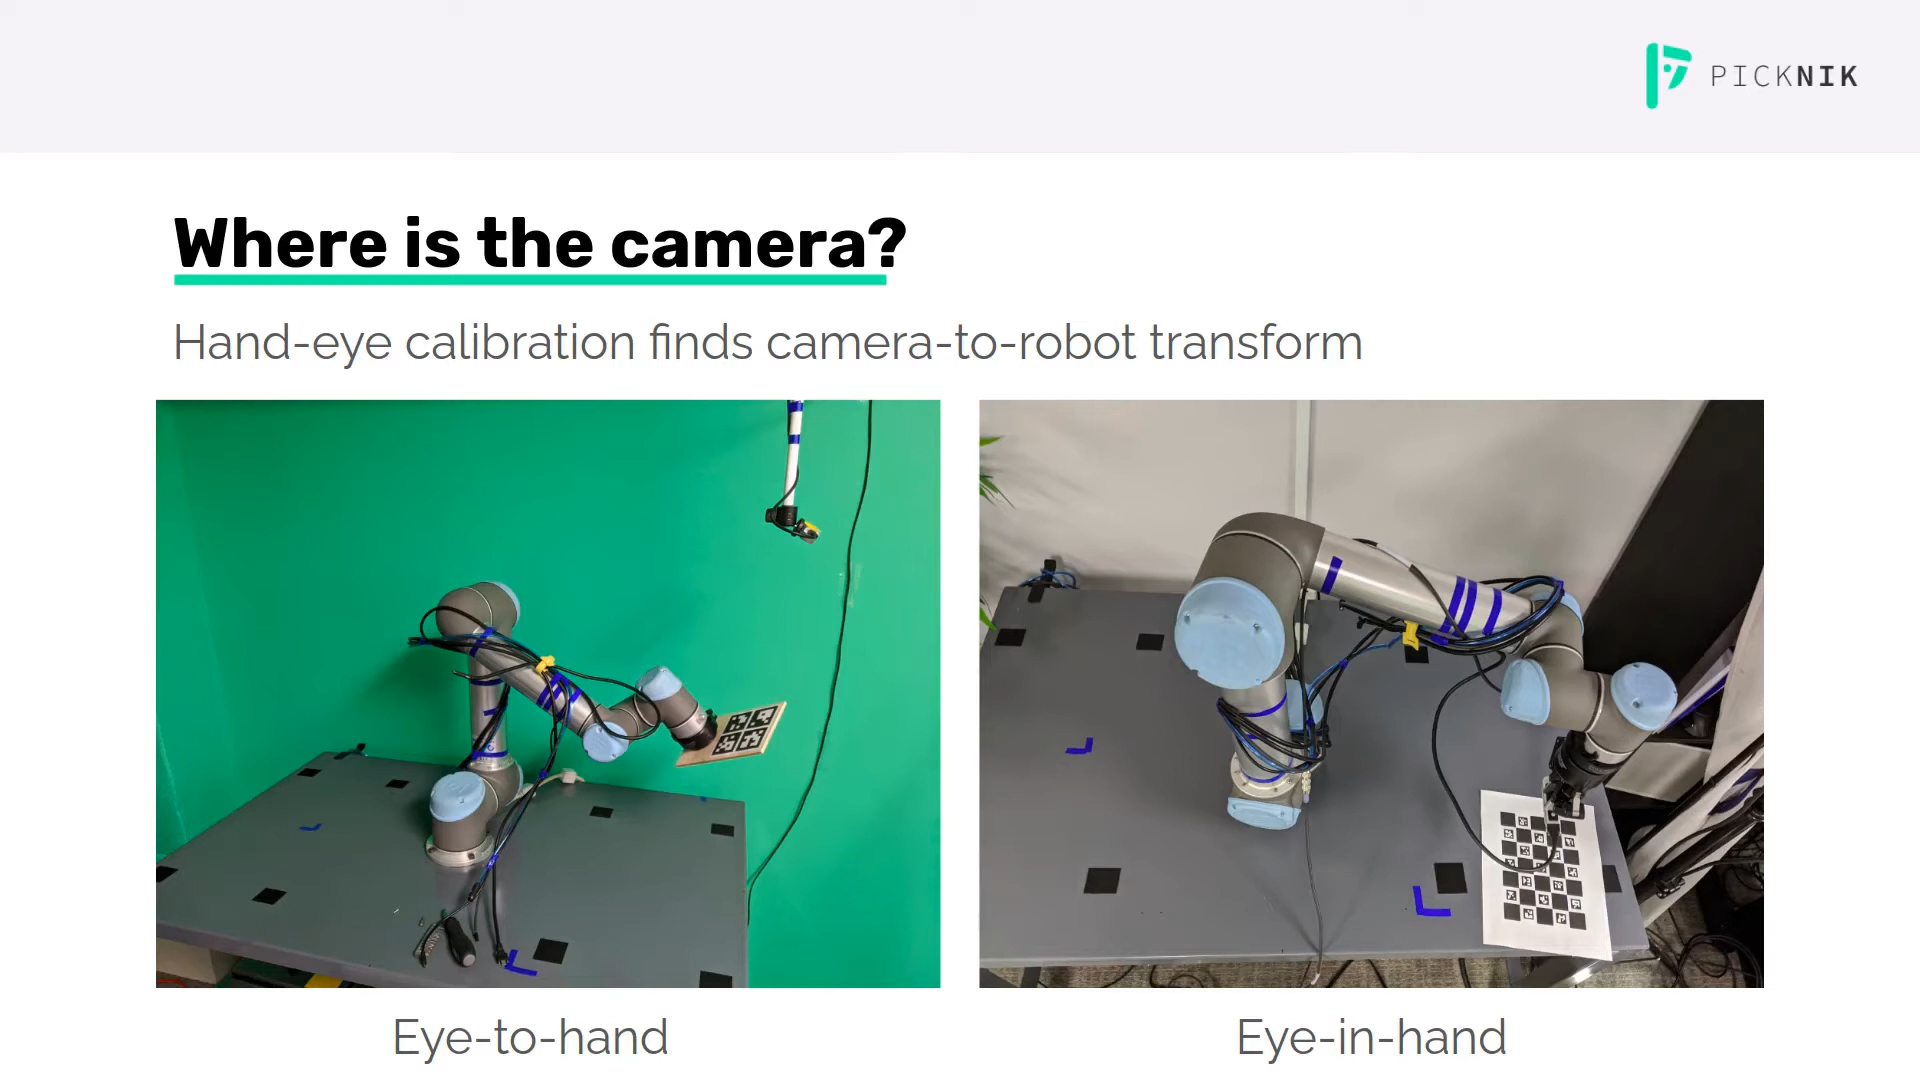 PICKNIK
Where is the camera?
Hand-eye calibration finds camera-to-robot transform
Eye-to-hand
Eye-in-hand